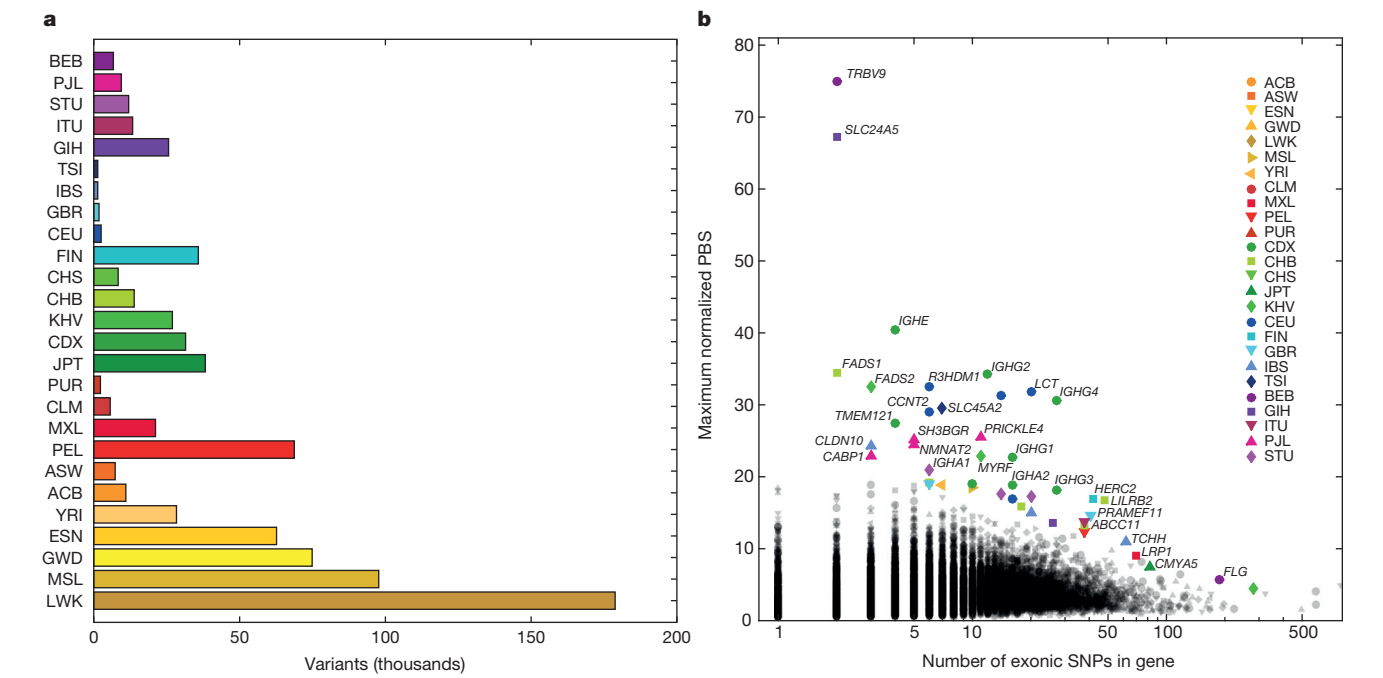 a
BEB
PJL
STU
ITU
GIH
TSI
IBS
GBR
CEU
FIN
CHS
CHB
KHV
CDX
JPT
PUR
CLM
MXL
PEL
ASW
ACB
YRI
ESN
GWD
MSL
LWK
0 50 100 150 200
Variants (thousands)
b
Maximum normalized PBS
80
70
60
50
40
30
20
10
0
TRBV9
SLC24A5
IGHE
FADS1
IGHG2
FADS2
R3HDM1
LCT
IGHG4
CCNT2
SLC45A2
TMEM121
SH3BGR
PRICKLE4
CLDN10
NMNAT2
IGHG1
CABP1
IGHA1
MYRF
IGHA2
IGHG3
HERC2
LILRB2
PRAMEF11
ABCC11
TCHH
LRP1
CMYA5
FLG
ACB
ASW
ESN
GWD
LWK
MSL
YRI
CLM
MXL
PEL
PUR
CDX
CHB
CHS
JPT
KHV
CEU
FIN
GBR
IBS
TSI
BEB
GIH
ITU
PJL
STU
1 5 10 50 100 500
Number of exonic SNPs in gene